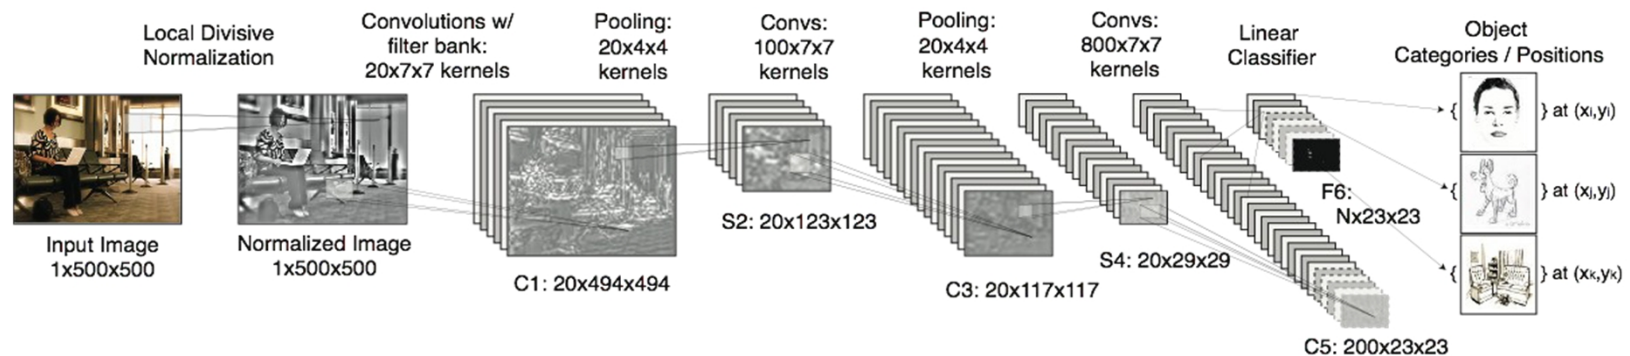 Local Divisive
Normalization
Convolutions w/
filter bank:
20x7x7 kernels
Pooling:
20x4x4
kernels
Convs:
100x7x7
kernels
Pooling:
20x4x4
kernels
Convs:
800x7x7
kernels
Linear
Classifier
Object
Categories / Positions
{ } at (xi,yi)
{ } at (xj,yj)
{ } at (xk,yk)
Input Image
1x500x500
Normalized Image
1x500x500
C1: 20x494x494
S2: 20x123x123
C3: 20x117x117
S4: 20x29x29
C5: 200x23x23
F6:
Nx23x23